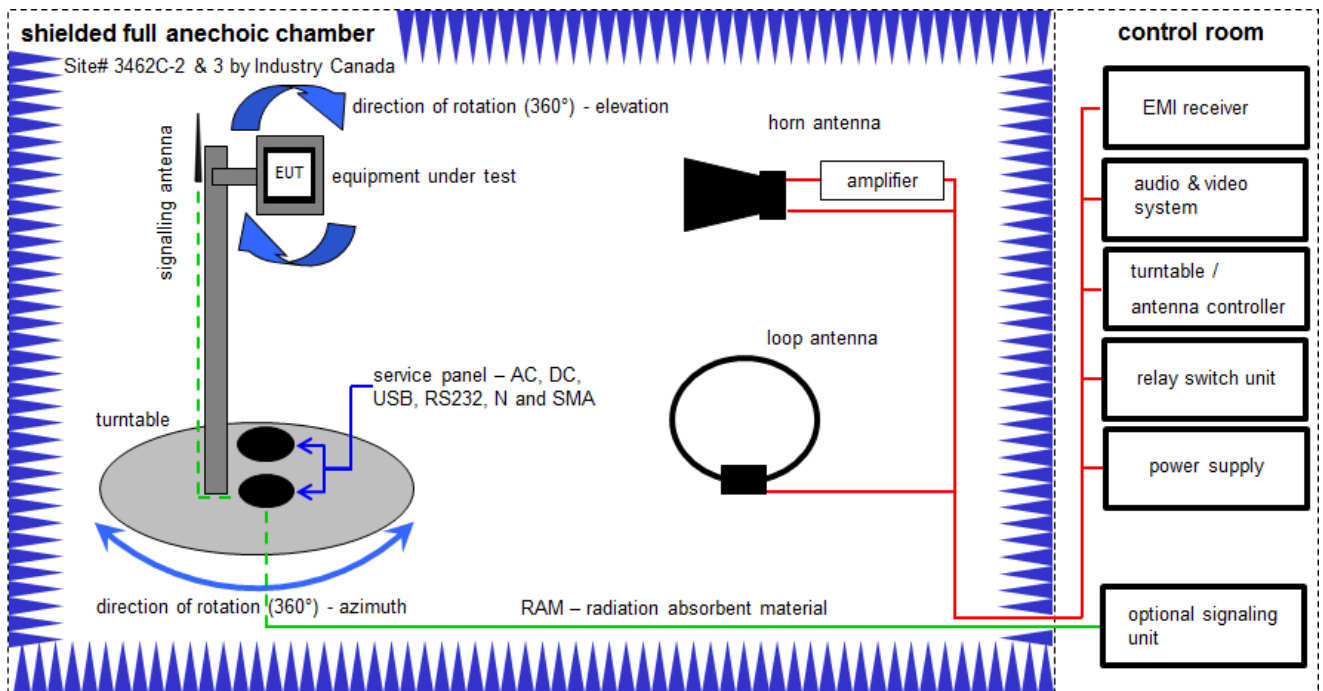 shielded full anechoic chamber
Site# 3462C-2 & 3 by Industry Canada
direction of rotation (360°) - elevation
signalling antenna
EUT
equipment under test
horn antenna
amplifier
loop antenna
service panel – AC, DC,
USB, RS232, N and SMA
turntable
direction of rotation (360°) - azimuth
RAM – radiation absorbent material
control room
EMI receiver
audio & video
system
turntable /
antenna controller
relay switch unit
power supply
optional signaling
unit